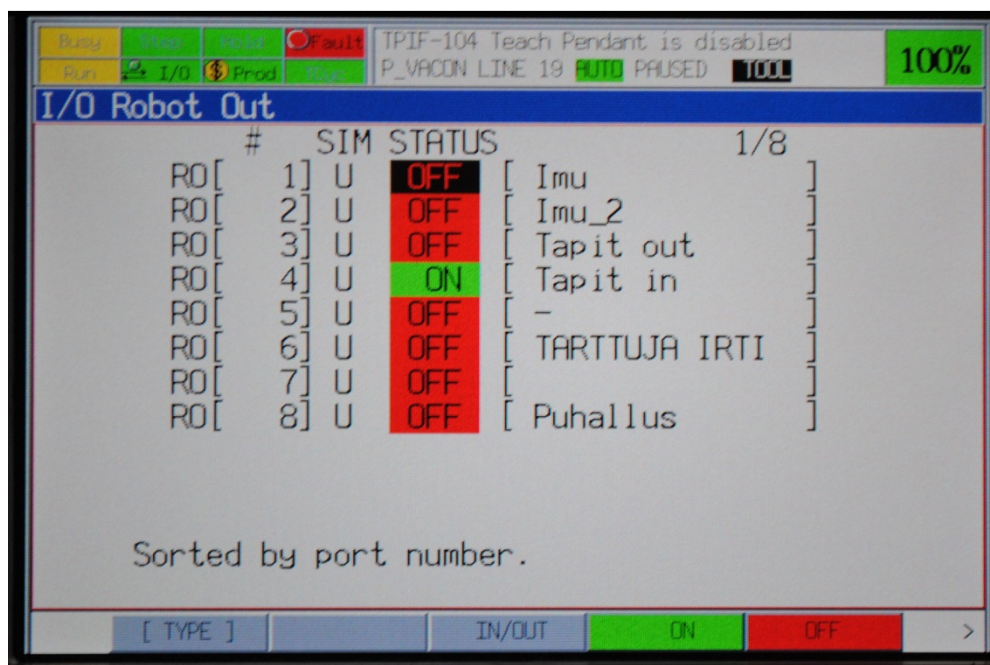 Busy Step Hold Fault TPIF-104 Teach Pendant is disabled
Run I/O Prod P_VACON LINE 19 AUTO PAUSED TOOL 100%
I/O Robot Out
# SIM STATUS 1/8
RO[ 1] U OFF [ Imu ]
RO[ 2] U OFF [ Imu_2 ]
RO[ 3] U OFF [ Tapit out ]
RO[ 4] U ON [ Tapit in ]
RO[ 5] U OFF [ - ]
RO[ 6] U OFF [ TARTTUJA IRTI ]
RO[ 7] U OFF [ ]
RO[ 8] U OFF [ Puhallus ]
Sorted by port number.
[ TYPE ] IN/OUT ON OFF >